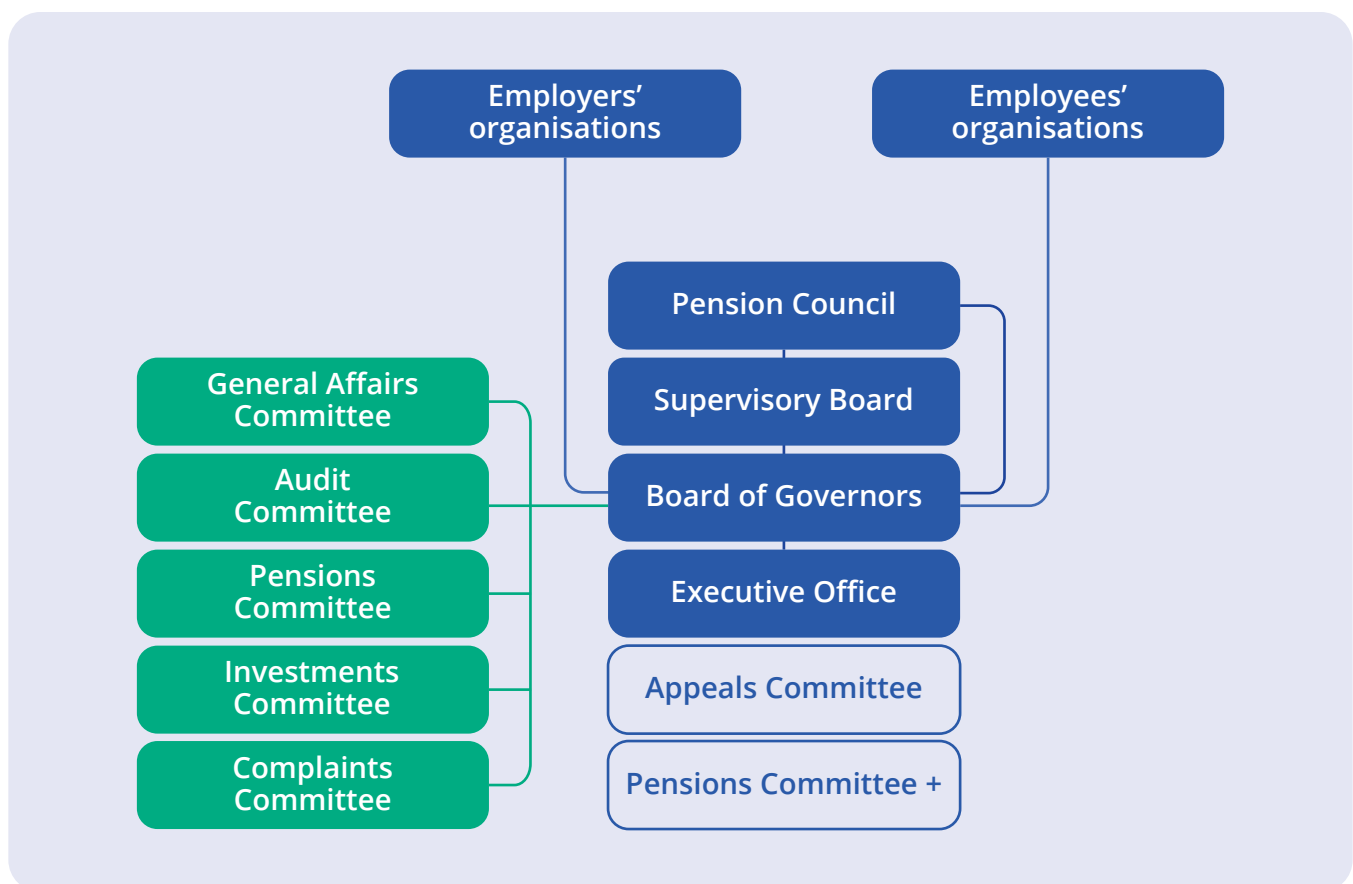 Employers’
organisations
Employees’
organisations
Pension Council
Supervisory Board
Board of Governors
Executive Office
Appeals Committee
Pensions Committee +
General Affairs
Committee
Audit
Committee
Pensions
Committee
Investments
Committee
Complaints
Committee